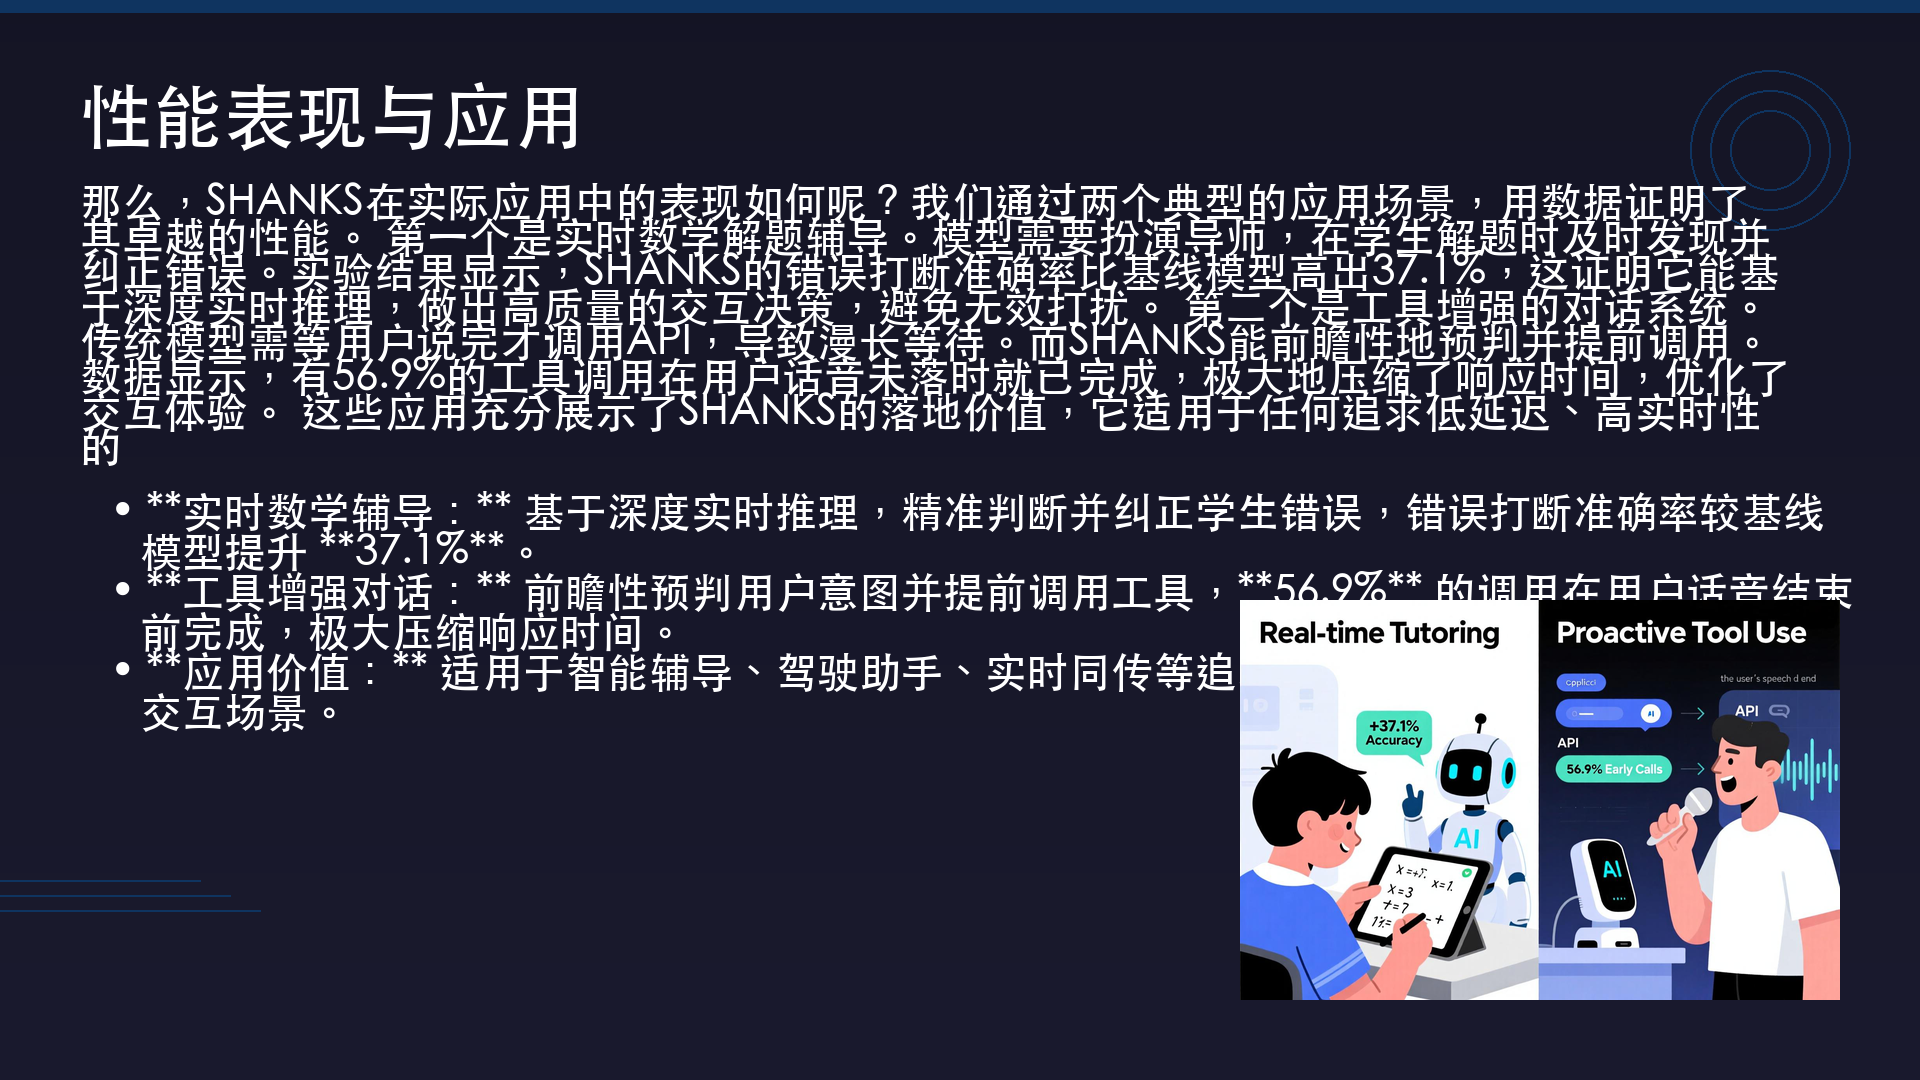 性能表现与应用
那么，SHANKS在实际应用中的表现如何呢？我们通过两个典型的应用场景，用数据证明了
其卓越的性能。 第一个是实时数学解题辅导。模型需要扮演导师，在学生解题时及时发现并
纠正错误。实验结果显示，SHANKS的错误打断准确率比基线模型高出37.1%，这证明它能基
于深度实时推理，做出高质量的交互决策，避免无效打扰。 第二个是工具增强的对话系统。
传统模型需等用户说完才调用API，导致漫长等待。而SHANKS能前瞻性地预判并提前调用。
数据显示，有56.9%的工具调用在用户话音未落时就已完成，极大地压缩了响应时间，优化了
交互体验。 这些应用充分展示了SHANKS的落地价值，它适用于任何追求低延迟、高实时性
的
• **实时数学辅导：** 基于深度实时推理，精准判断并纠正学生错误，错误打断准确率较基线
模型提升 **37.1%**。
• **工具增强对话：** 前瞻性预判用户意图并提前调用工具，**56.9%** 的调用在用户话音结束
前完成，极大压缩响应时间。
• **应用价值：** 适用于智能辅导、驾驶助手、实时同传等追
交互场景。
Real-time Tutoring
+37.1%
Accuracy
AI
x=3
Proactive Tool Use
the user's speech d end
Cpplicc!
AI
API
API
56.9% Early Calls
AI